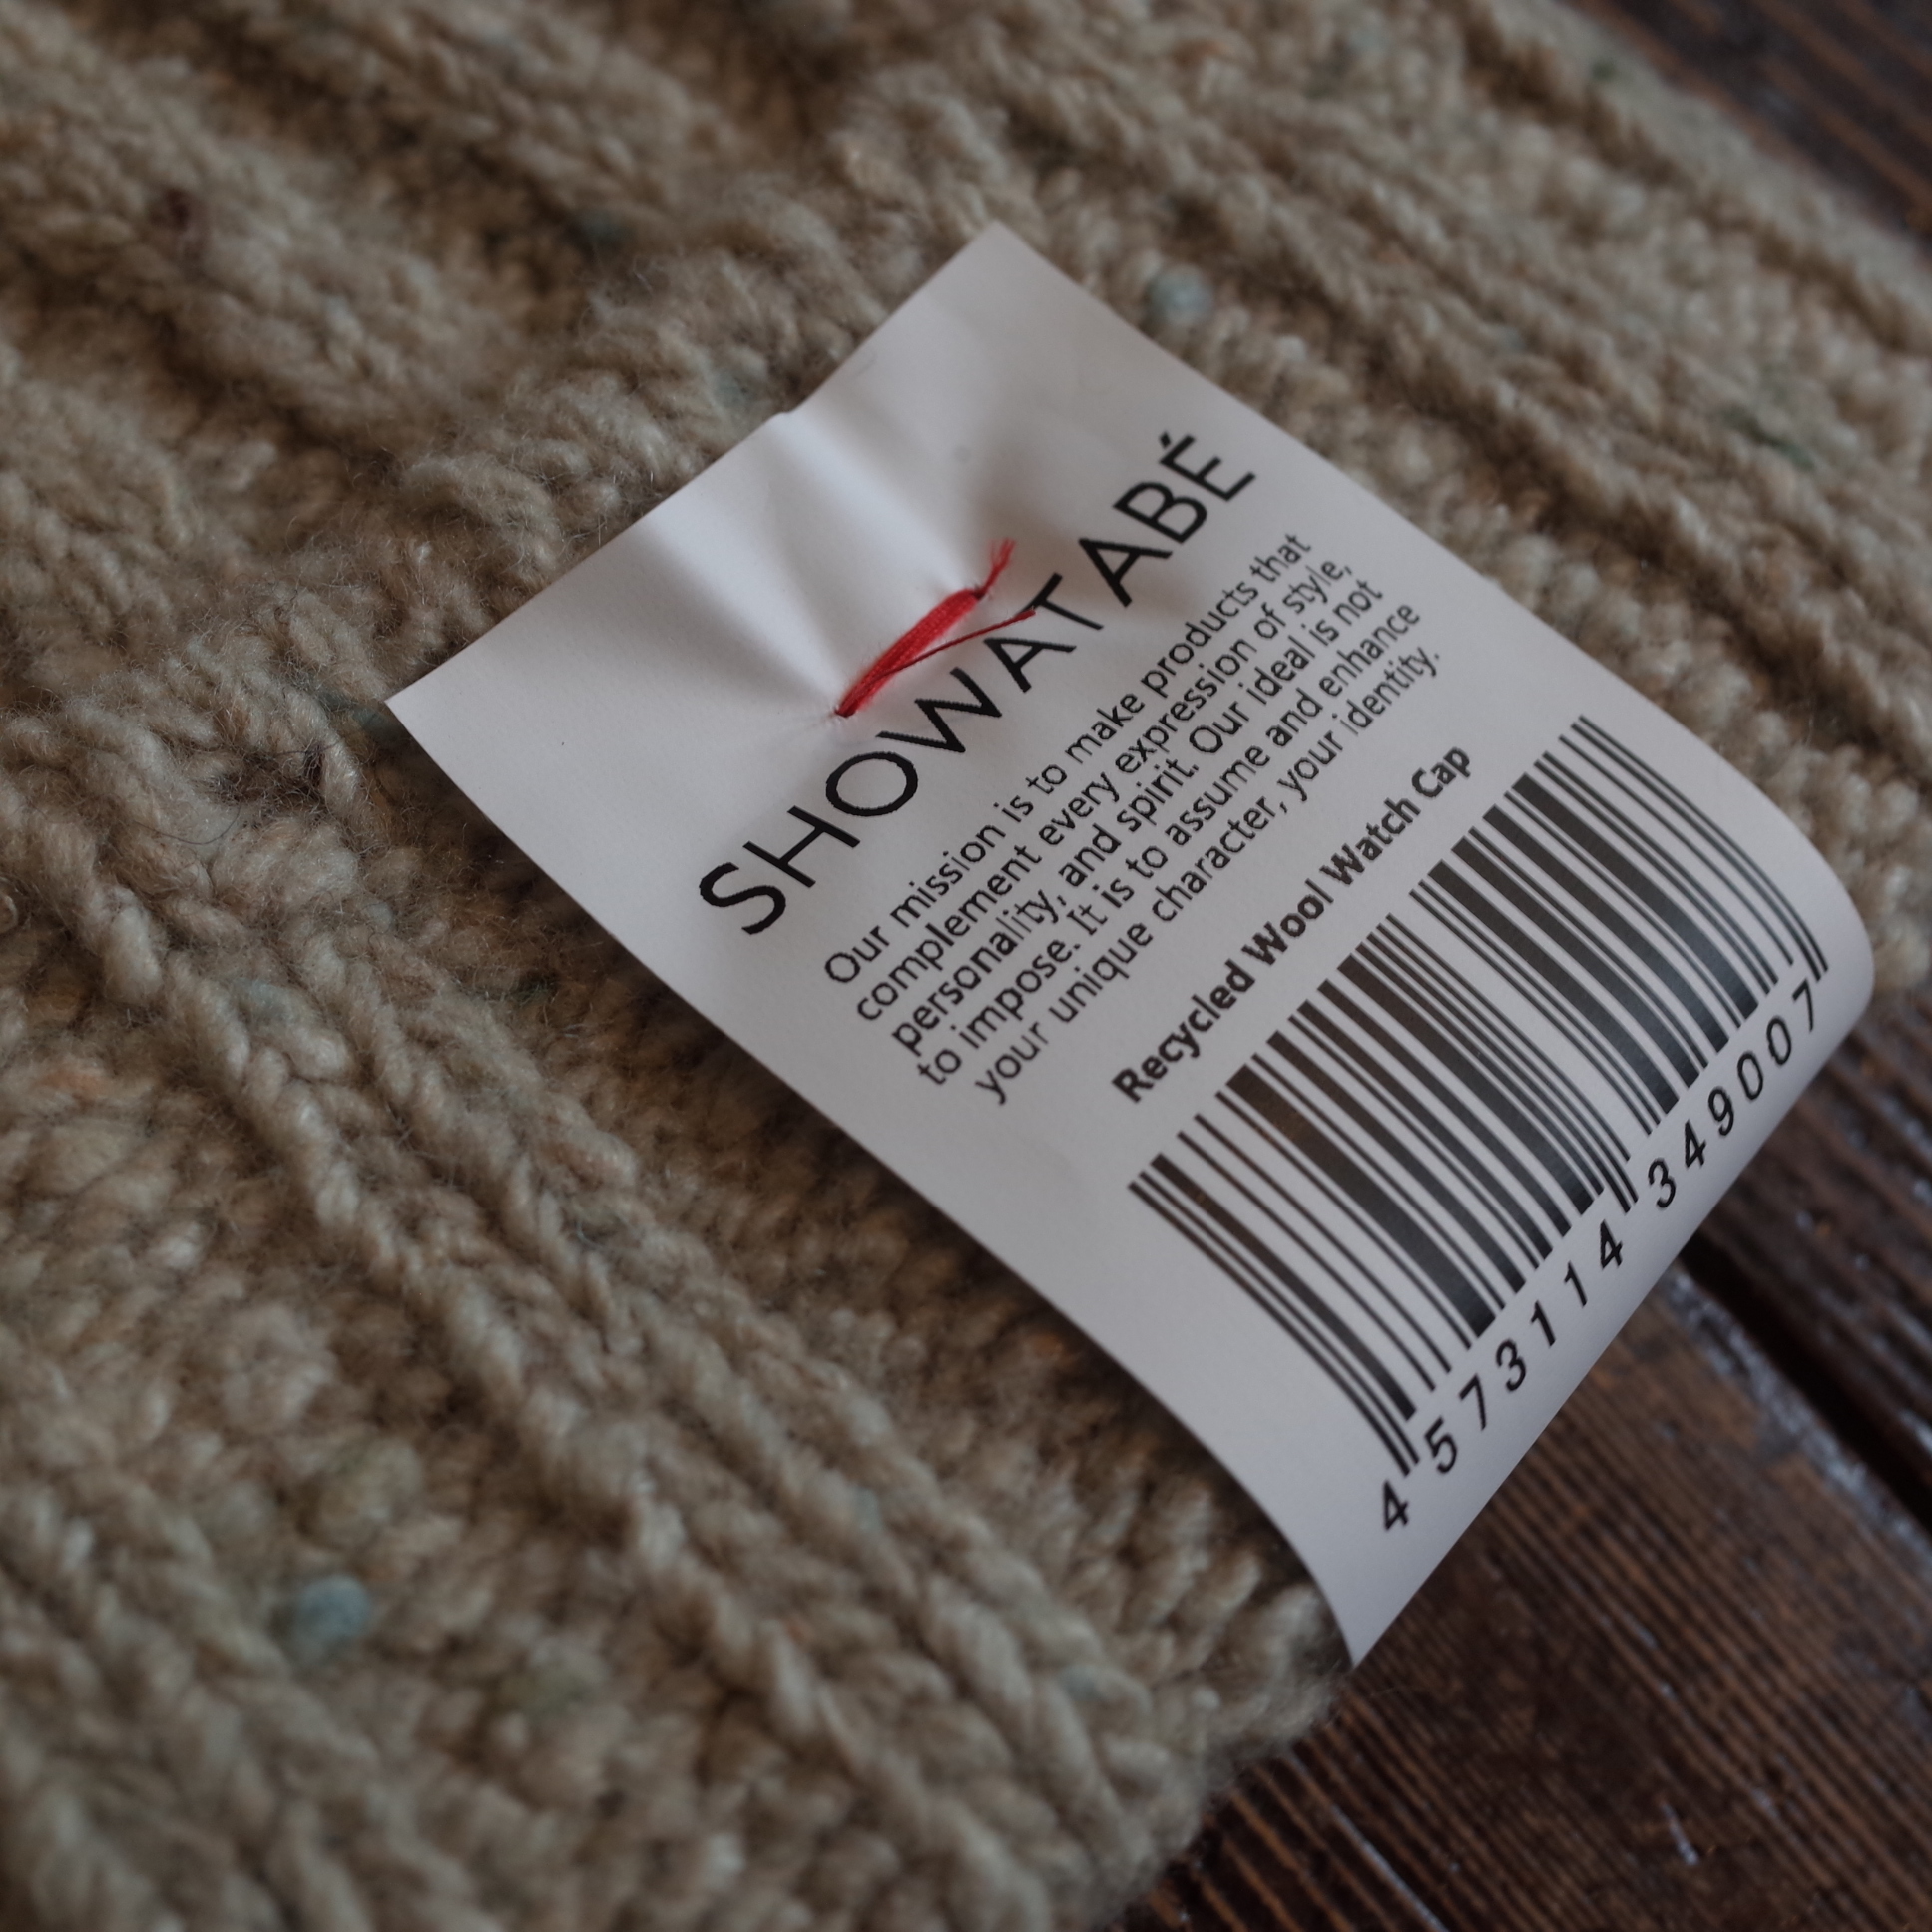 SHOWATABÉ
Our mission is to make products that
complement every expression of style,
personality, and spirit. Our ideal is not
to impose. It is to assume and enhance
your unique character, your identity.
Recycled Wool Watch Cap
4 573114 349007